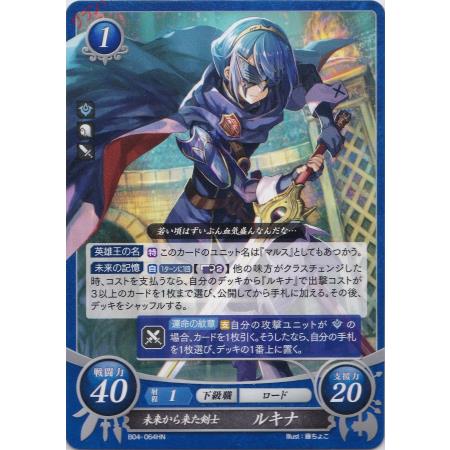 1
若い頃はずいぶん血気盛んなんだな…
英雄王の名 特 このカードのユニット名は『マルス』としてもあつかう。
未来の記憶 自 1ターンに1回 【2】 他の味方がクラスチェンジした
時、コストを支払うなら、自分のデッキから『ルキナ』で出撃コストが
３以上のカードを1枚まで選び、公開してから手札に加える。その後、
デッキをシャッフルする。
運命の紋章 支 自分の攻撃ユニットが
の場合、カードを1枚引く。そうしたなら、自分の手札
を1枚選び、デッキの1番上に置く。
戦闘力
40
射程 1 下級職 ロード
支援力
20
未来から来た剣士 ルキナ
B04-064HN
Illust：藤ちょこ